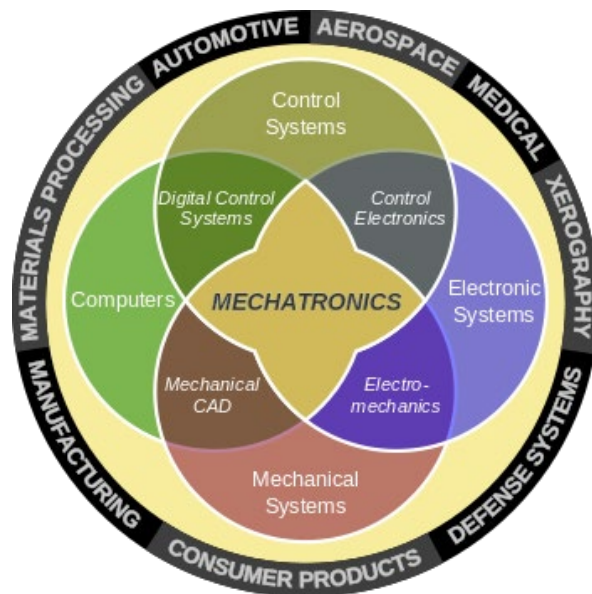 AUTOMOTIVE
AEROSPACE
MEDICAL
XEROGRAPHY
DEFENSE SYSTEMS
CONSUMER PRODUCTS
MANUFACTURING
MATERIALS PROCESSING
Control
Systems
Digital Control
Systems
Control
Electronics
Computers
MECHATRONICS
Electronic
Systems
Mechanical
CAD
Electro-
mechanics
Mechanical
Systems